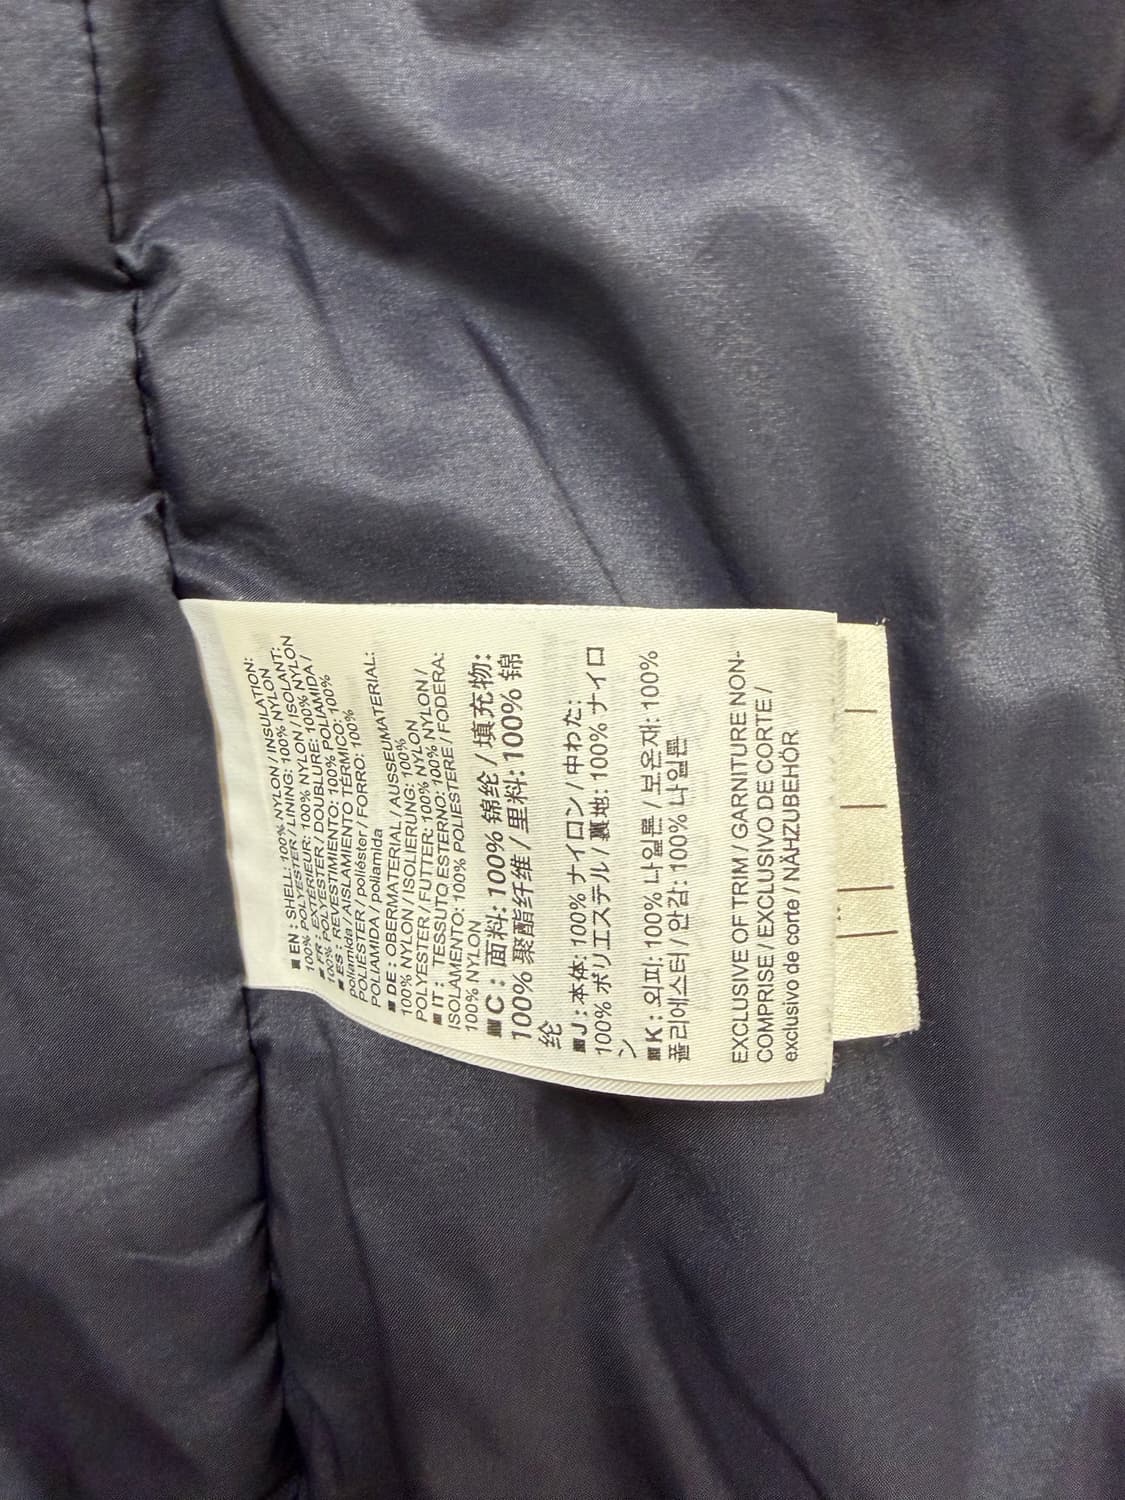 ■ EN : SHELL: 100% NYLON / INSULATION:
100% POLYESTER / LINING: 100% NYLON
■ FR : EXTÉRIEUR: 100% NYLON / ISOLANT:
100% POLYESTER / DOUBLURE: 100% NYLON
■ ES : REVESTIMIENTO: 100% POLIAMIDA /
poliamida / AISLAMIENTO TÉRMICO: 100%
POLIÉSTER / poliéster / FORRO: 100%
POLIAMIDA / poliamida
■ DE : OBERMATERIAL / AUSSEUMATERIAL:
100% NYLON / ISOLIERUNG: 100%
POLYESTER / FUTTER: 100% NYLON
■ IT : TESSUTO ESTERNO: 100% NYLON /
ISOLAMENTO: 100% POLIESTERE / FODERA:
100% NYLON
■ C : 面料: 100% 锦纶 / 填充物:
100% 聚酯纤维 / 里料: 100% 锦
纶
■ J : 本体: 100% ナイロン / 中わた:
100% ポリエステル / 裏地: 100% ナイロ
ン
■ K : 외피: 100% 나일론 / 보온재: 100%
폴리에스터 / 안감: 100% 나일론
EXCLUSIVE OF TRIM / GARNITURE NON-
COMPRISE / EXCLUSIVO DE CORTE /
exclusivo de corte / NÄHZUBEHÖR